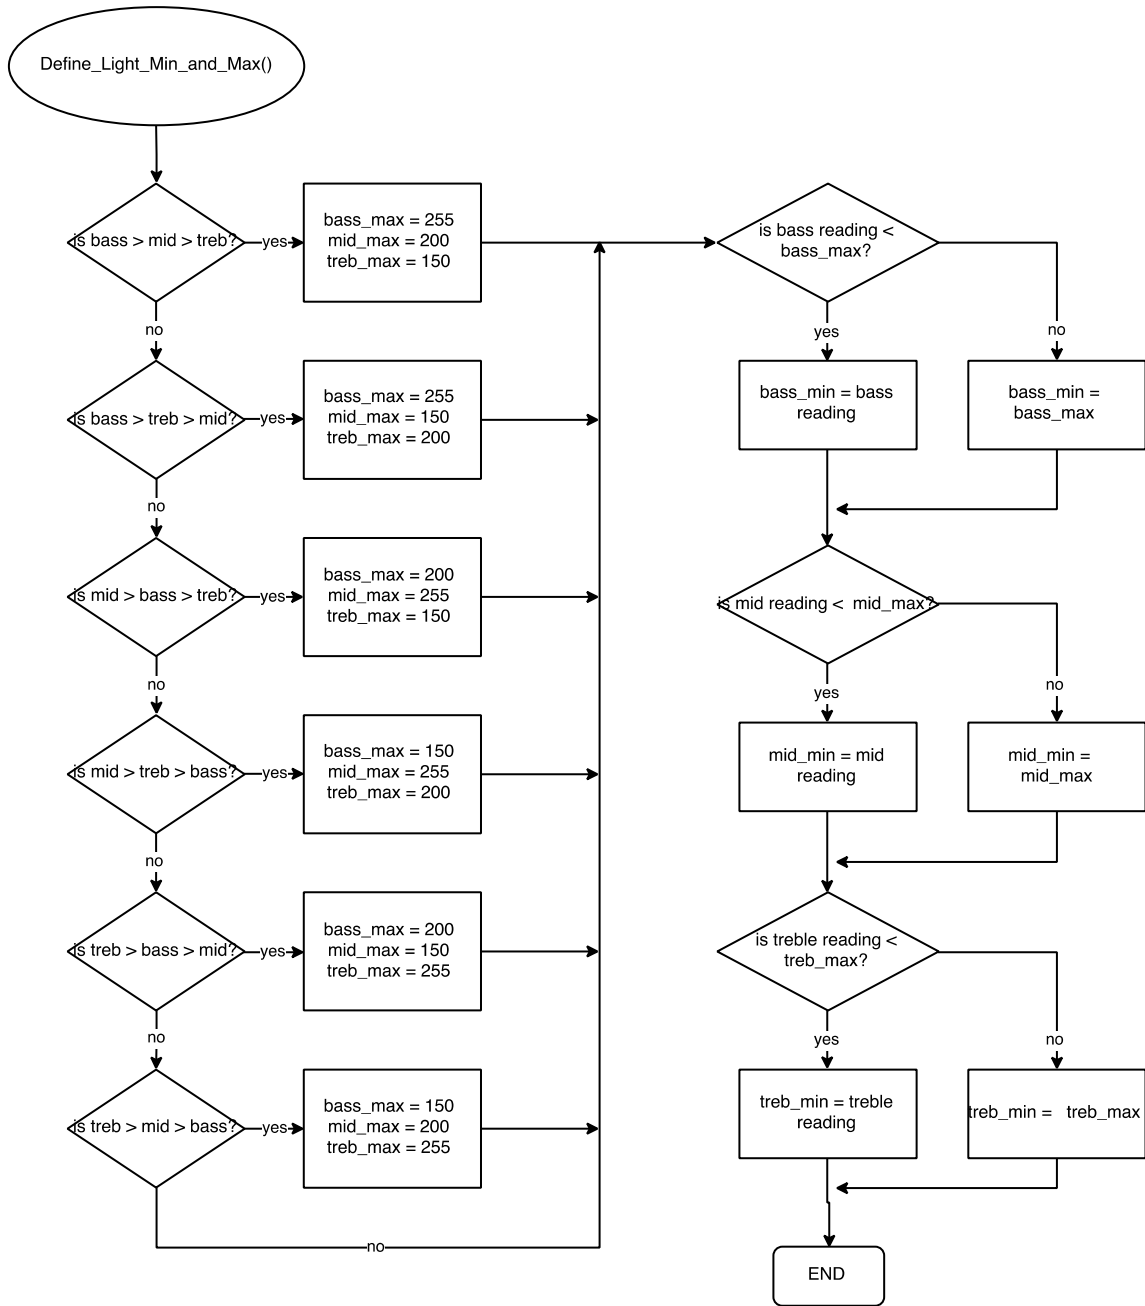 Define_Light_Min_and_Max()
is bass > mid > treb?
yes
bass_max = 255
mid_max = 200
treb_max = 150
no
is bass > treb > mid?
yes
bass_max = 255
mid_max = 150
treb_max = 200
no
is mid > bass > treb?
yes
bass_max = 200
mid_max = 255
treb_max = 150
no
is mid > treb > bass?
yes
bass_max = 150
mid_max = 255
treb_max = 200
no
is treb > bass > mid?
yes
bass_max = 200
mid_max = 150
treb_max = 255
no
is treb > mid > bass?
yes
bass_max = 150
mid_max = 200
treb_max = 255
no
is bass reading <
bass_max?
yes
no
bass_min = bass
reading
bass_min =
bass_max
is mid reading < mid_max?
yes
no
mid_min = mid
reading
mid_min =
mid_max
is treble reading <
treb_max?
yes
no
treb_min = treble
reading
treb_min = treb_max
END